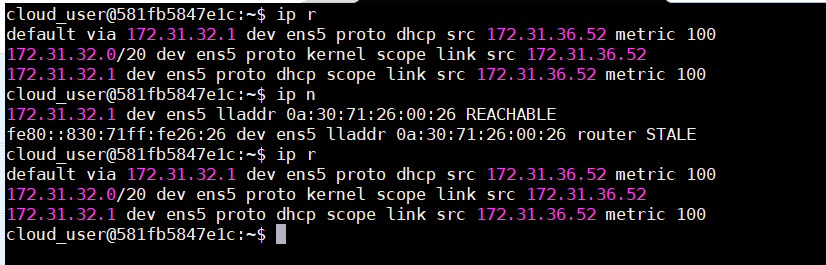 cloud_user@581fb5847e1c:~$ ip r
default via 172.31.32.1 dev ens5 proto dhcp src 172.31.36.52 metric 100
172.31.32.0/20 dev ens5 proto kernel scope link src 172.31.36.52
172.31.32.1 dev ens5 proto dhcp scope link src 172.31.36.52 metric 100
cloud_user@581fb5847e1c:~$ ip n
172.31.32.1 dev ens5 lladdr 0a:30:71:26:00:26 REACHABLE
fe80::830:71ff:fe26:26 dev ens5 lladdr 0a:30:71:26:00:26 router STALE
cloud_user@581fb5847e1c:~$ ip r
default via 172.31.32.1 dev ens5 proto dhcp src 172.31.36.52 metric 100
172.31.32.0/20 dev ens5 proto kernel scope link src 172.31.36.52
172.31.32.1 dev ens5 proto dhcp scope link src 172.31.36.52 metric 100
cloud_user@581fb5847e1c:~$